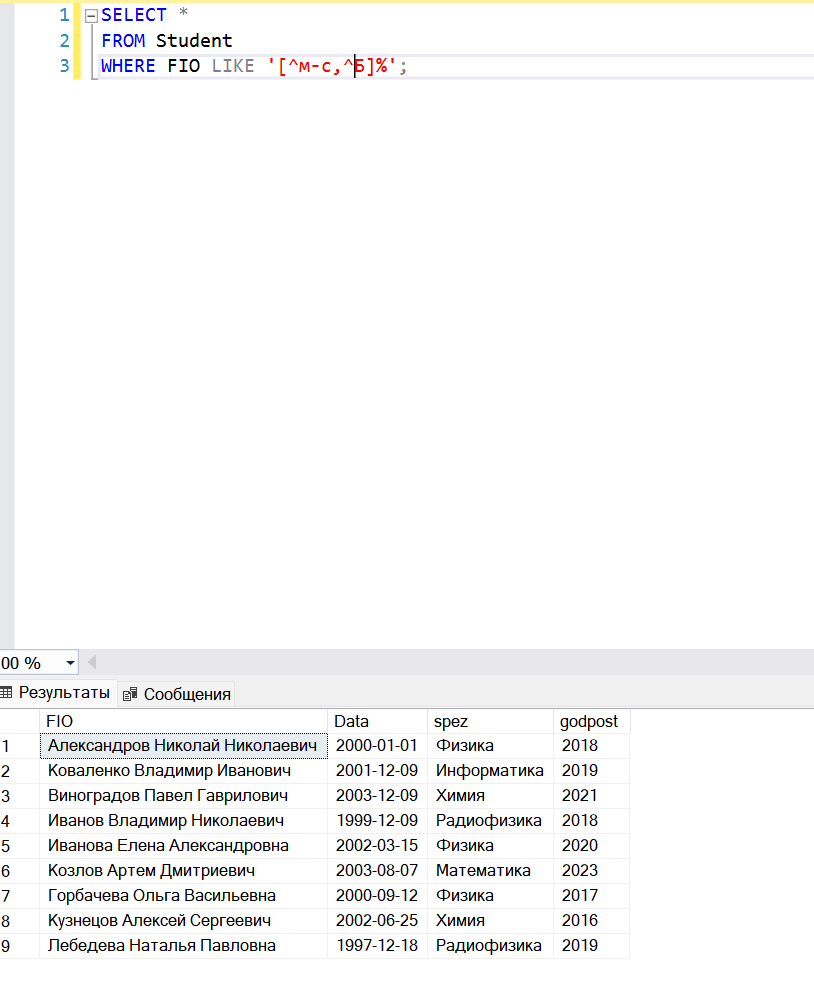 1 SELECT *
2 FROM Student
3 WHERE FIO LIKE '[^м-с,^Б]%';
00 %
Результаты Сообщения
FIO Data spez godpost
1 Александров Николай Николаевич 2000-01-01 Физика 2018
2 Коваленко Владимир Иванович 2001-12-09 Информатика 2019
3 Виноградов Павел Гаврилович 2003-12-09 Химия 2021
4 Иванов Владимир Николаевич 1999-12-09 Радиофизика 2018
5 Иванова Елена Александровна 2002-03-15 Физика 2020
6 Козлов Артем Дмитриевич 2003-08-07 Математика 2023
7 Горбачева Ольга Васильевна 2000-09-12 Физика 2017
8 Кузнецов Алексей Сергеевич 2002-06-25 Химия 2016
9 Лебедева Наталья Павловна 1997-12-18 Радиофизика 2019